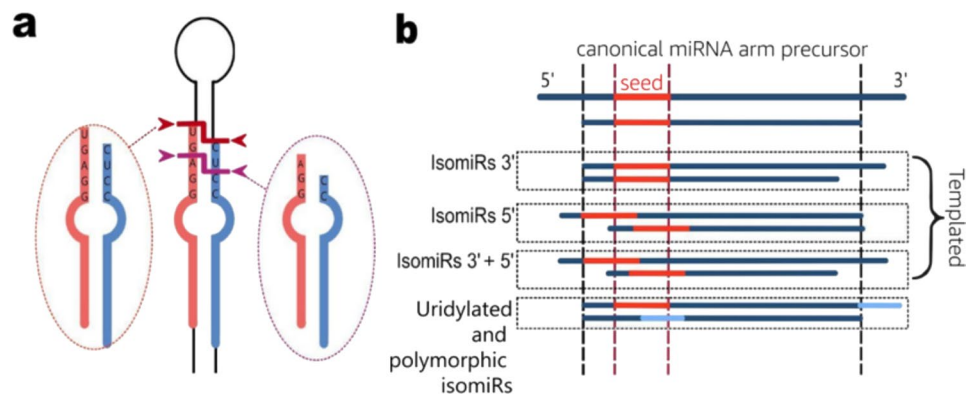 a
U
G
A
G
G
C
U
C
C
U
G
A
G
G
C
U
C
C
A
G
G
C
C
b
canonical miRNA arm precursor
5'
seed
3'
IsomiRs 3'
IsomiRs 5'
IsomiRs 3' + 5'
Templated
Uridylated
and
polymorphic
isomiRs